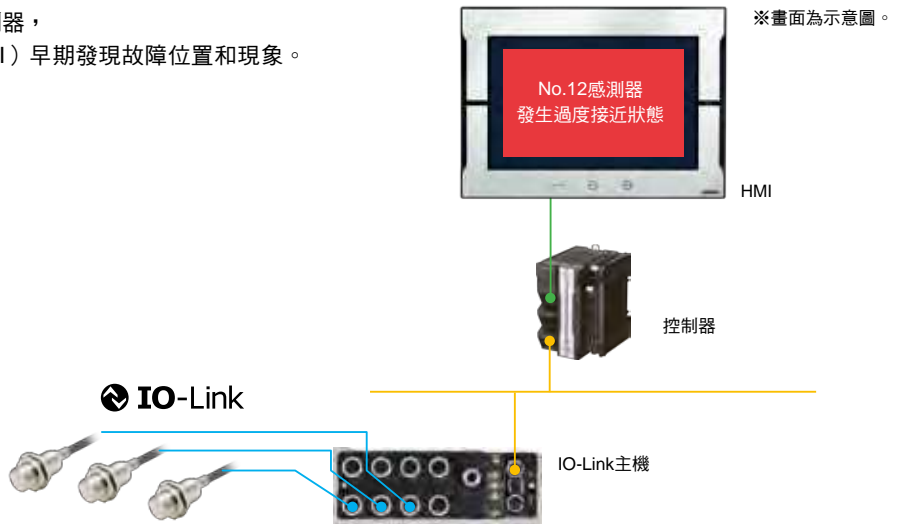 測器，
I）早期發現故障位置和現象。
※畫面為示意圖。
No.12感測器
發生過度接近狀態
HMI
控制器
IO-Link
IO-Link主機